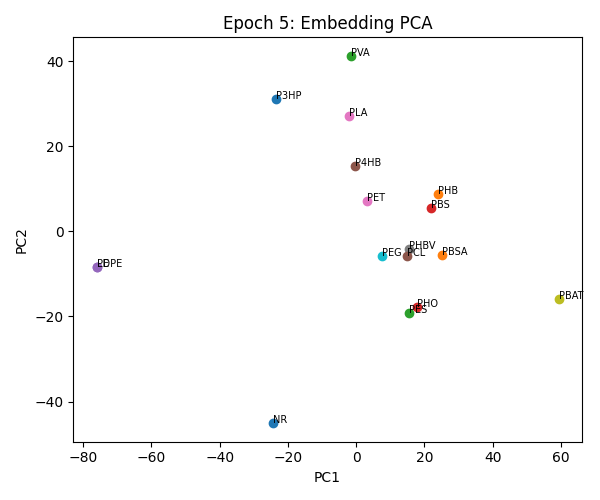 Epoch 5: Embedding PCA
PVA
P3HP
PLA
P4HB
PET
PHB
PBS
PHBV
PEG
PCL
PBSA
LDPE
PBAT
PHO
PES
NR
40
20
0
−20
−40
PC2
−80
−60
−40
−20
0
20
40
60
PC1